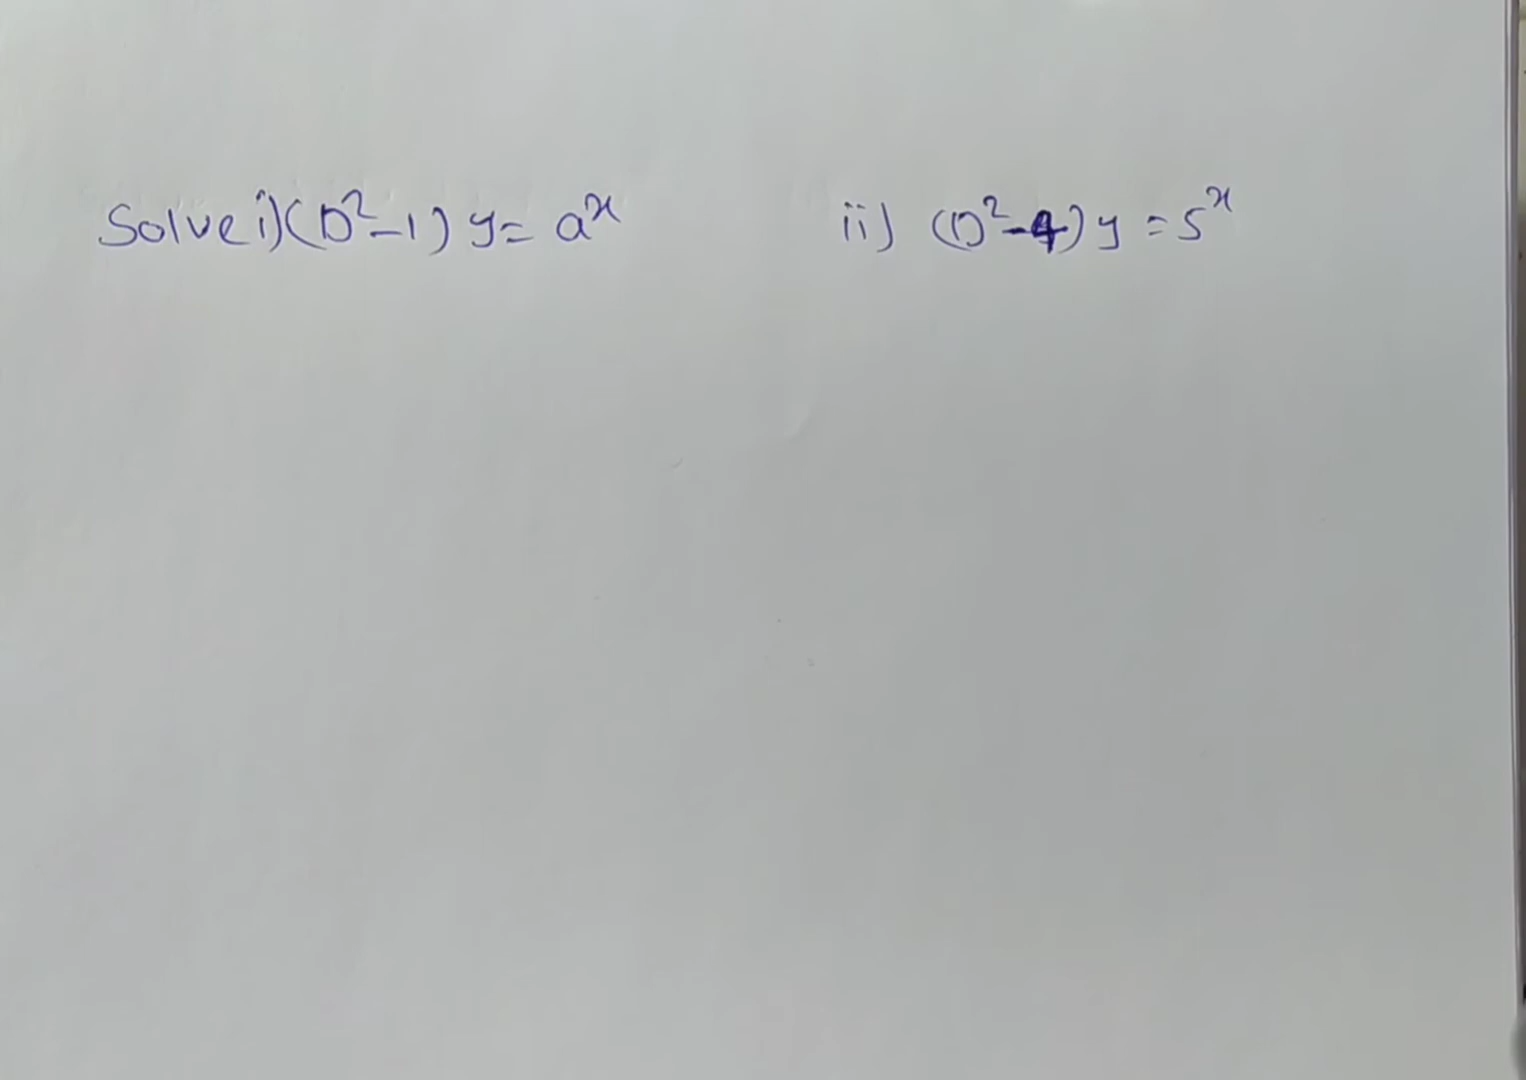 Solve i) (D²-1) y = aˣ ii) (D²-4) y = 5ˣ